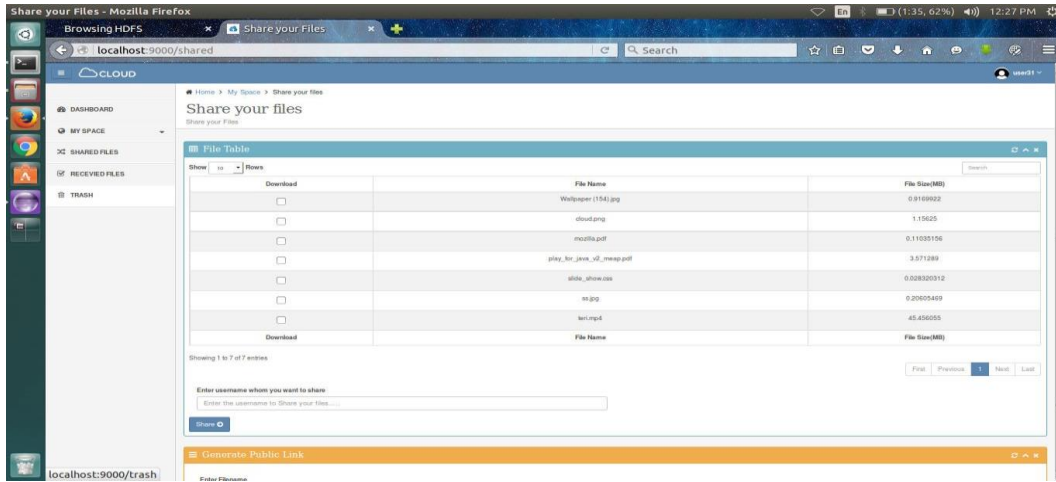 Share your Files - Mozilla Firefox
En (1:35, 62%) 12:27 PM
Browsing HDFS × Share your Files ×
localhost:9000/shared Search
CLOUD user31
Home > My Space > Share your files
Share your files
Share your Files
DASHBOARD
MY SPACE
SHARED FILES
RECEVIED FILES
TRASH
File Table
Show 10 Rows Search
Download File Name File Size(MB)
Wallpaper (154).jpg 0.9169922
cloud.png 1.15625
mozilla.pdf 0.11035156
play_for_java_v2_meap.pdf 3.571289
slide_show.css 0.028320312
ss.jpg 0.20605469
teri.mp4 45.456055
Download File Name File Size(MB)
Showing 1 to 7 of 7 entries
First Previous 1 Next Last
Enter username whom you want to share
Enter the username to Share your files.....
Share
Generate Public Link
Enter Filename
localhost:9000/trash